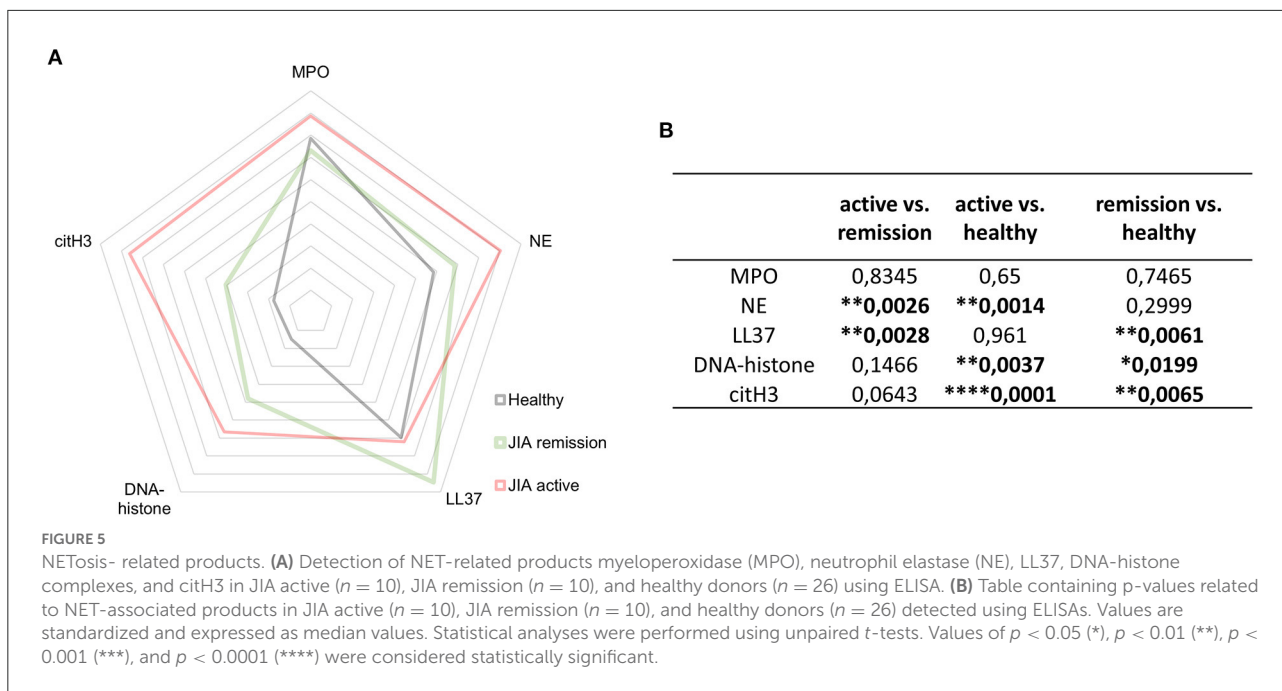 A
MPO
citH3
NE
DNA-
histone
LL37
Healthy
JIA remission
JIA active
B
active vs. remission active vs. healthy remission vs. healthy
MPO 0,8345 0,65 0,7465
NE **0,0026 **0,0014 0,2999
LL37 **0,0028 0,961 **0,0061
DNA-histone 0,1466 **0,0037 *0,0199
citH3 0,0643 ****0,0001 **0,0065
FIGURE 5
NETosis- related products. (A) Detection of NET-related products myeloperoxidase (MPO), neutrophil elastase (NE), LL37, DNA-histone
complexes, and citH3 in JIA active (n = 10), JIA remission (n = 10), and healthy donors (n = 26) using ELISA. (B) Table containing p-values related
to NET-associated products in JIA active (n = 10), JIA remission (n = 10), and healthy donors (n = 26) detected using ELISAs. Values are
standardized and expressed as median values. Statistical analyses were performed using unpaired t-tests. Values of p < 0.05 (*), p < 0.01 (**), p <
0.001 (***), and p < 0.0001 (****) were considered statistically significant.